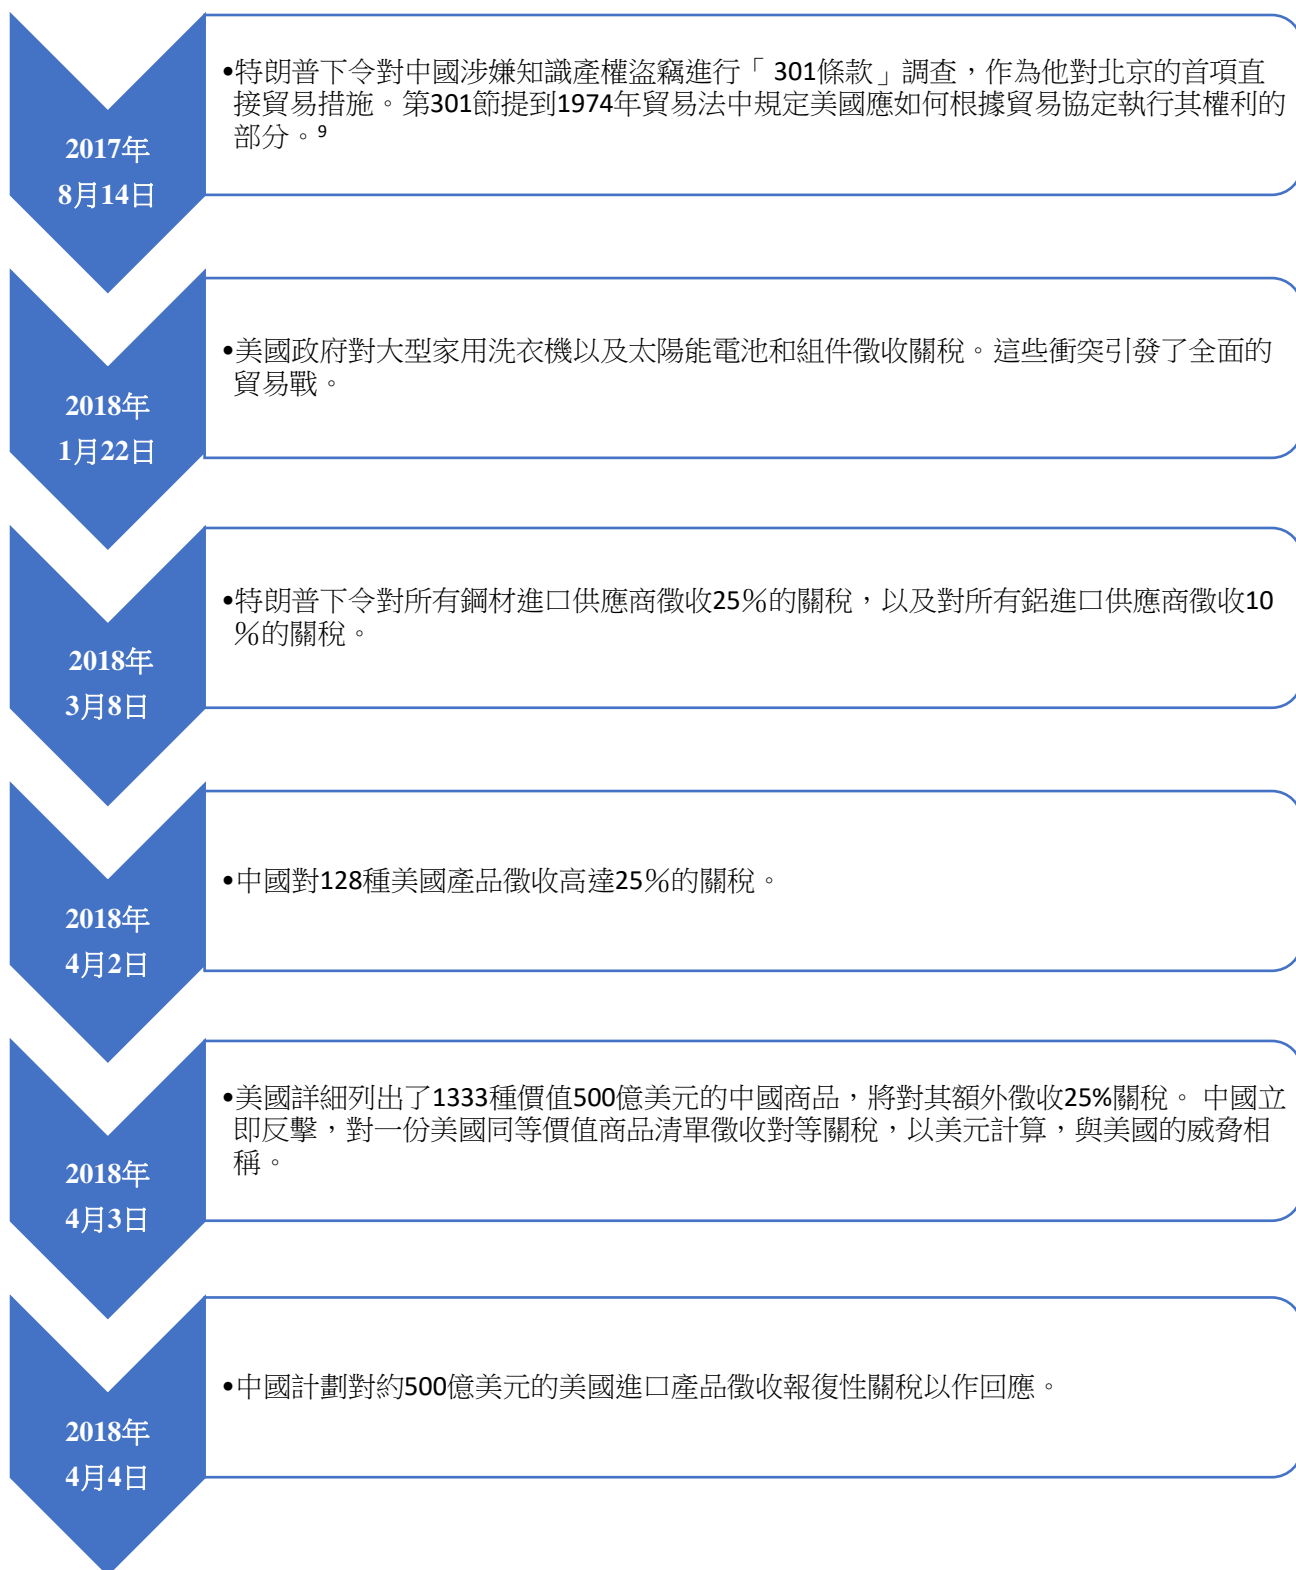 2017年
8月14日
•特朗普下令對中國涉嫌知識產權盜竊進行「 301條款」調查，作為他對北京的首項直
接貿易措施。第301節提到1974年貿易法中規定美國應如何根據貿易協定執行其權利的
部分。9
2018年
1月22日
•美國政府對大型家用洗衣機以及太陽能電池和組件徵收關稅。這些衝突引發了全面的
貿易戰。
2018年
3月8日
•特朗普下令對所有鋼材進口供應商徵收25％的關稅，以及對所有鋁進口供應商徵收10
％的關稅。
2018年
4月2日
•中國對128種美國產品徵收高達25％的關稅。
2018年
4月3日
•美國詳細列出了1333種價值500億美元的中國商品，將對其額外徵收25%關稅。 中國立
即反擊，對一份美國同等價值商品清單徵收對等關稅，以美元計算，與美國的威脅相
稱。
2018年
4月4日
•中國計劃對約500億美元的美國進口產品徵收報復性關稅以作回應。